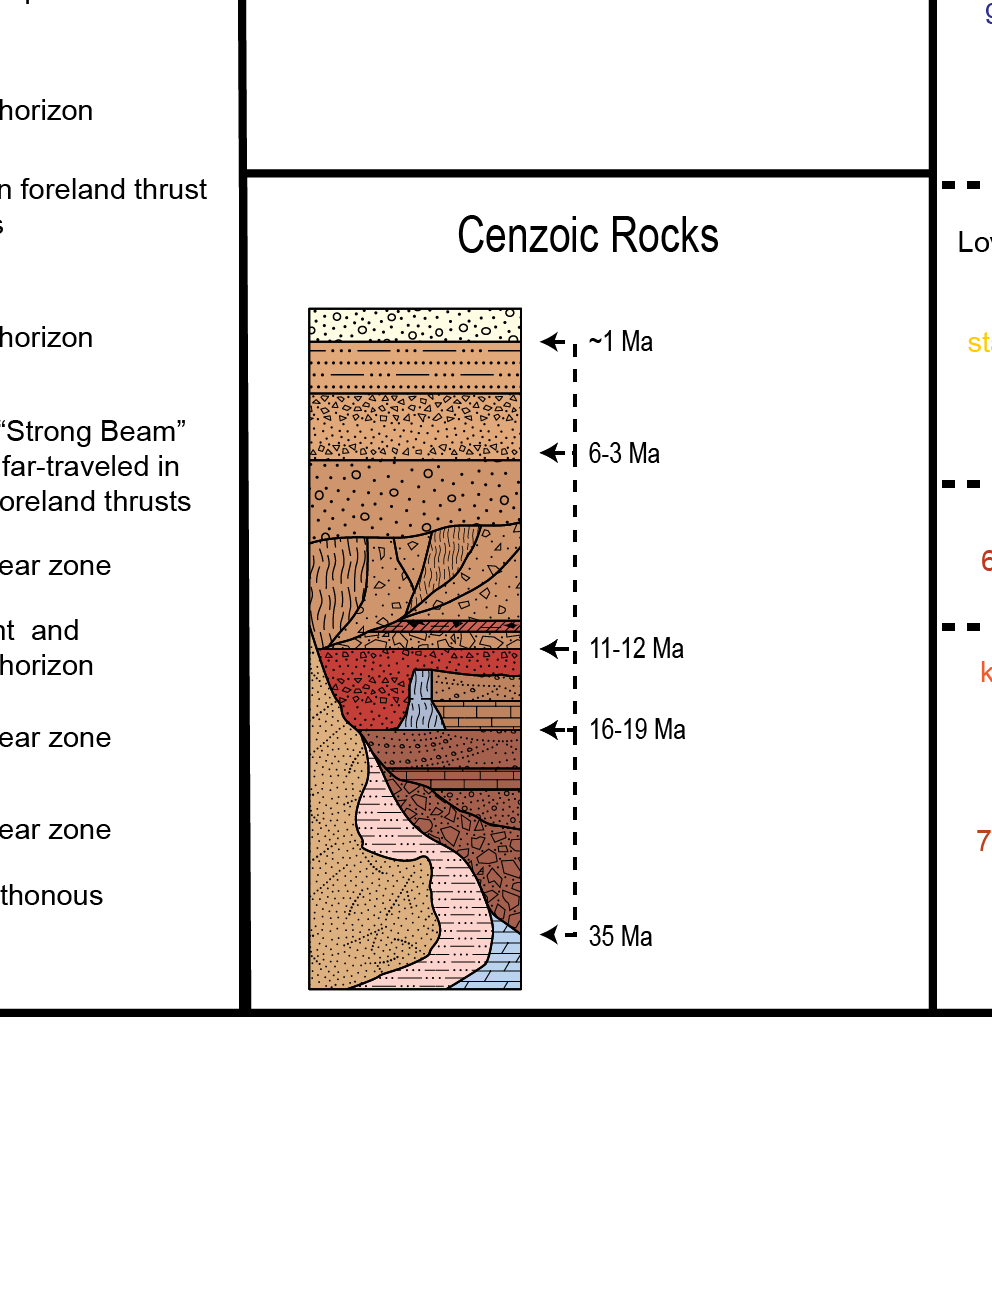 horizon
n foreland thrust
s
horizon
“Strong Beam”
far-traveled in
oreland thrusts
ear zone
nt and
horizon
ear zone
ear zone
thonous
Cenzoic Rocks
~1 Ma
6-3 Ma
11-12 Ma
16-19 Ma
35 Ma
g
Lov
st
6
k
7